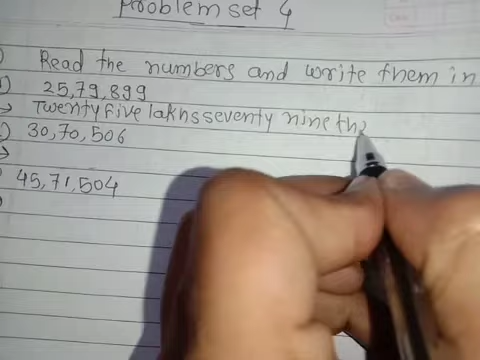 Problem set 4
Read the numbers and write them in
25,79,899
Twenty five lakhs seventy nine th
30,70,506
45,71,504